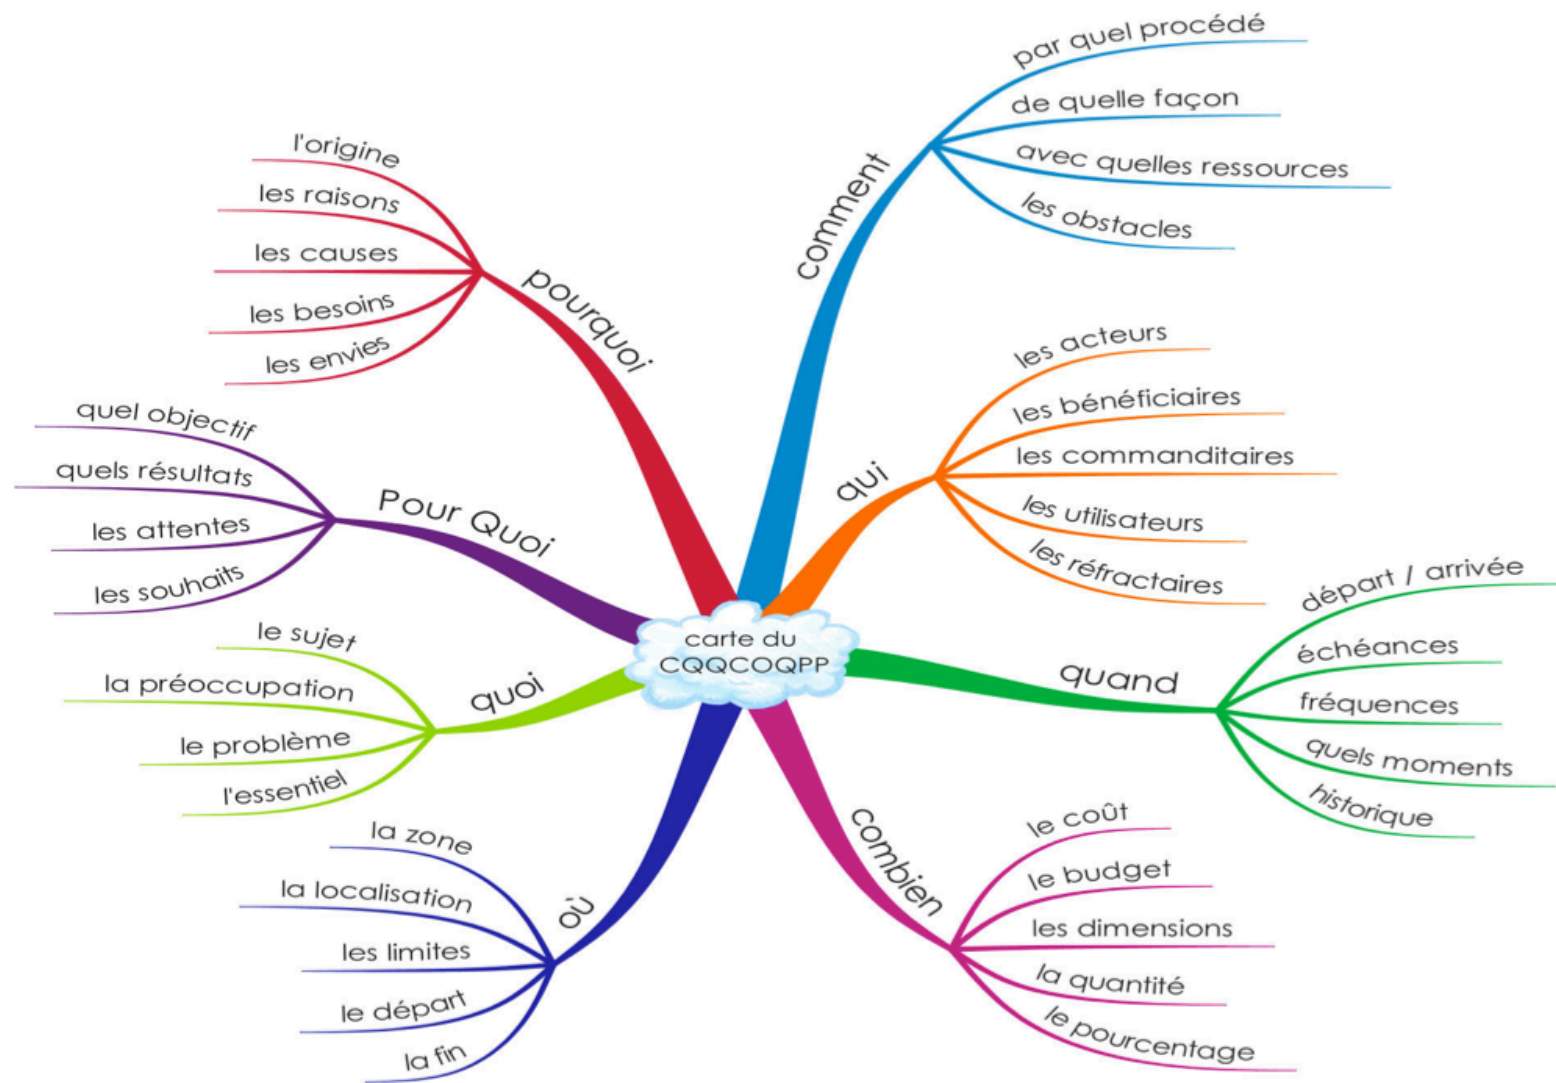 carte du
CQQCOQPP
comment
par quel procédé
de quelle façon
avec quelles ressources
les obstacles
qui
les acteurs
les bénéficiaires
les commanditaires
les utilisateurs
les réfractaires
quand
départ / arrivée
échéances
fréquences
quels moments
historique
combien
le coût
le budget
les dimensions
la quantité
le pourcentage
où
la zone
la localisation
les limites
le départ
la fin
quoi
le sujet
la préoccupation
le problème
l'essentiel
Pour Quoi
quel objectif
quels résultats
les attentes
les souhaits
pourquoi
l'origine
les raisons
les causes
les besoins
les envies